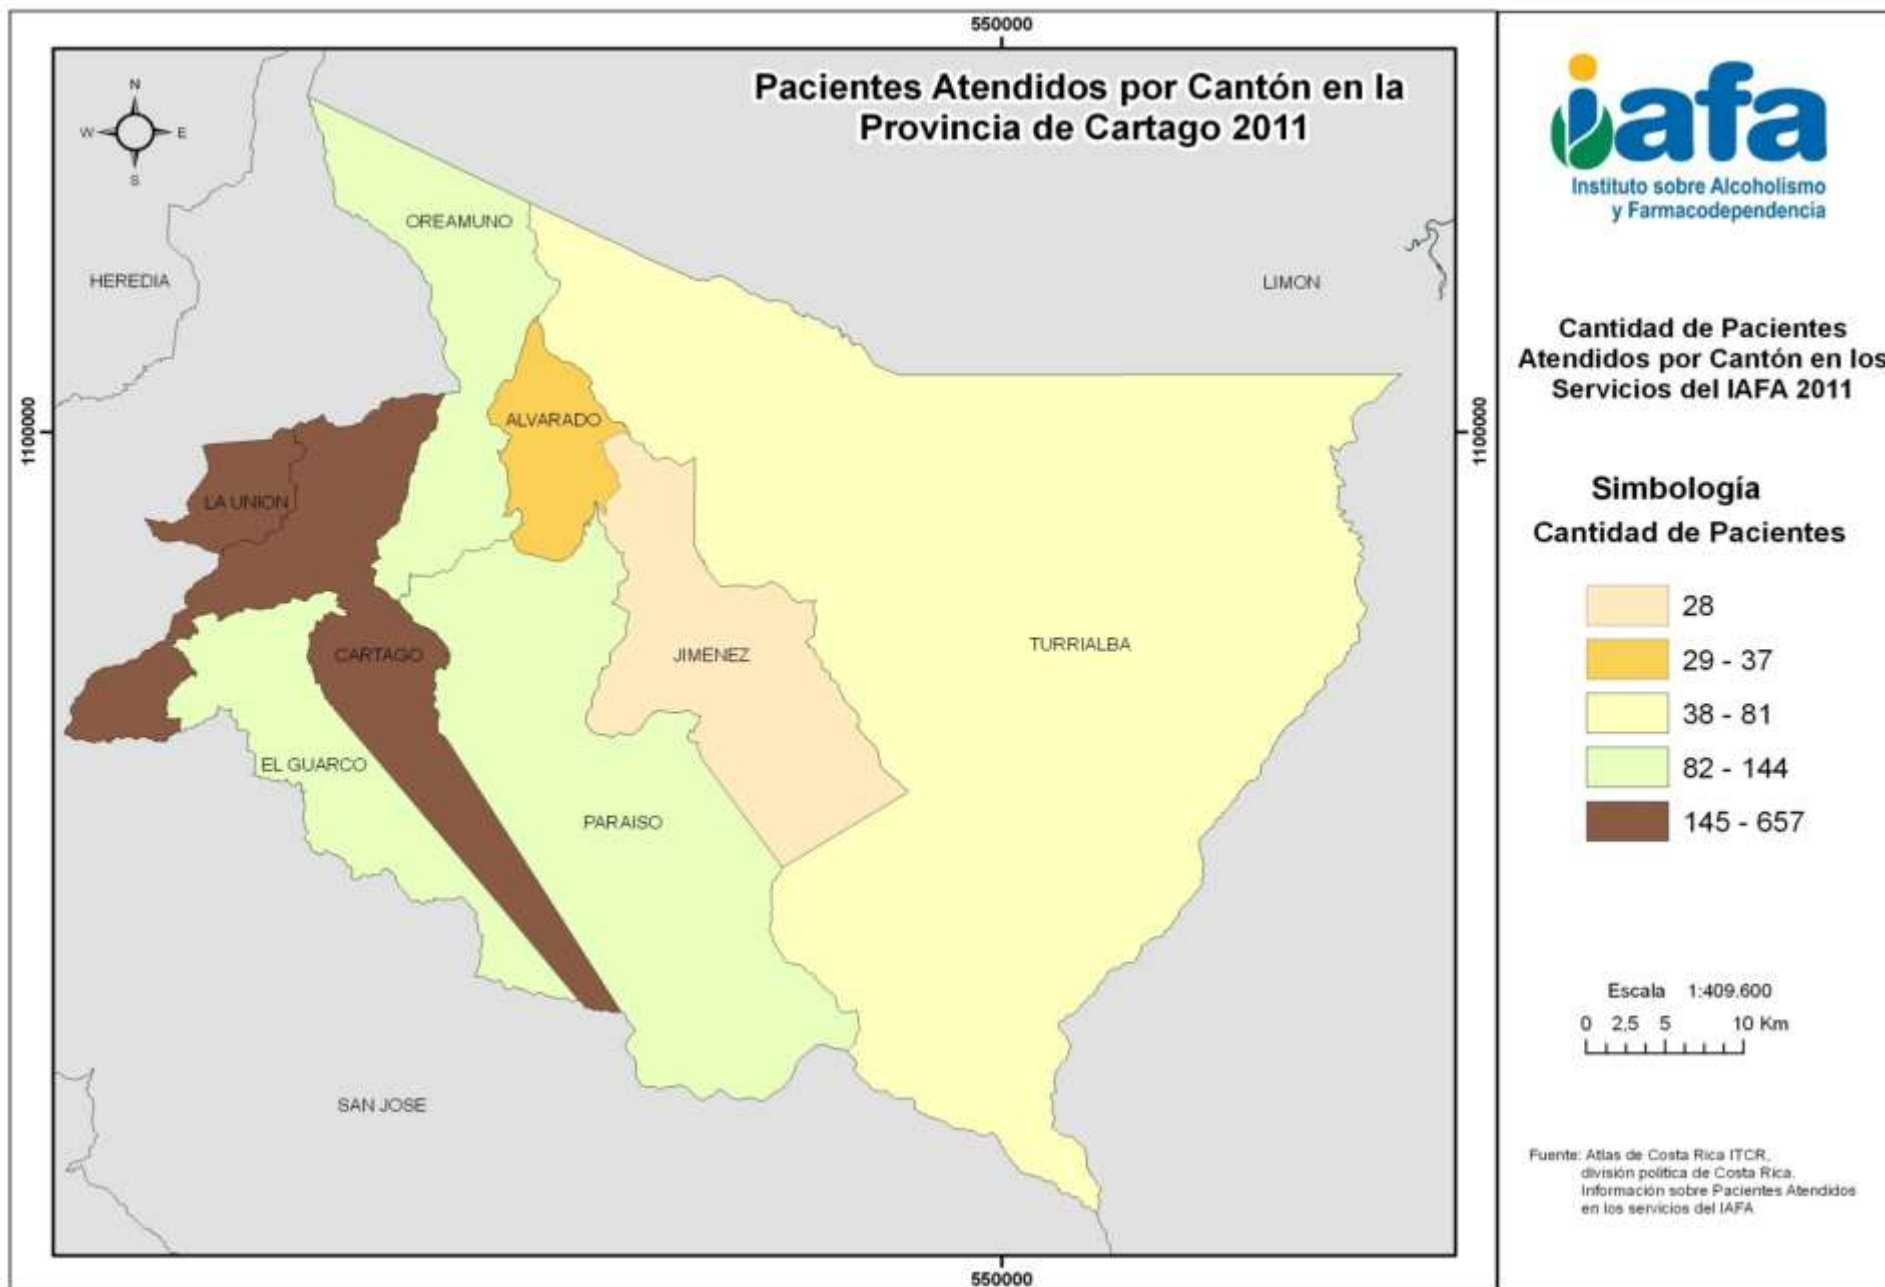 550000
Pacientes Atendidos por Cantón en la
Provincia de Cartago 2011
N
W
E
S
OREAMUNO
HEREDIA
LIMON
ALVARADO
1100000
1100000
LA UNION
CARTAGO
JIMENEZ
TURRIALBA
EL GUARCO
PARAISO
SAN JOSE
550000
iafa
Instituto sobre Alcoholismo
y Farmacodependencia
Cantidad de Pacientes
Atendidos por Cantón en los
Servicios del IAFA 2011
Simbología
Cantidad de Pacientes
28
29 - 37
38 - 81
82 - 144
145 - 657
Escala 1:409.600
0 2,5 5 10 Km
Fuente: Atlas de Costa Rica ITCR,
división politica de Costa Rica.
Información sobre Pacientes Atendidos
en los servicios del IAFA